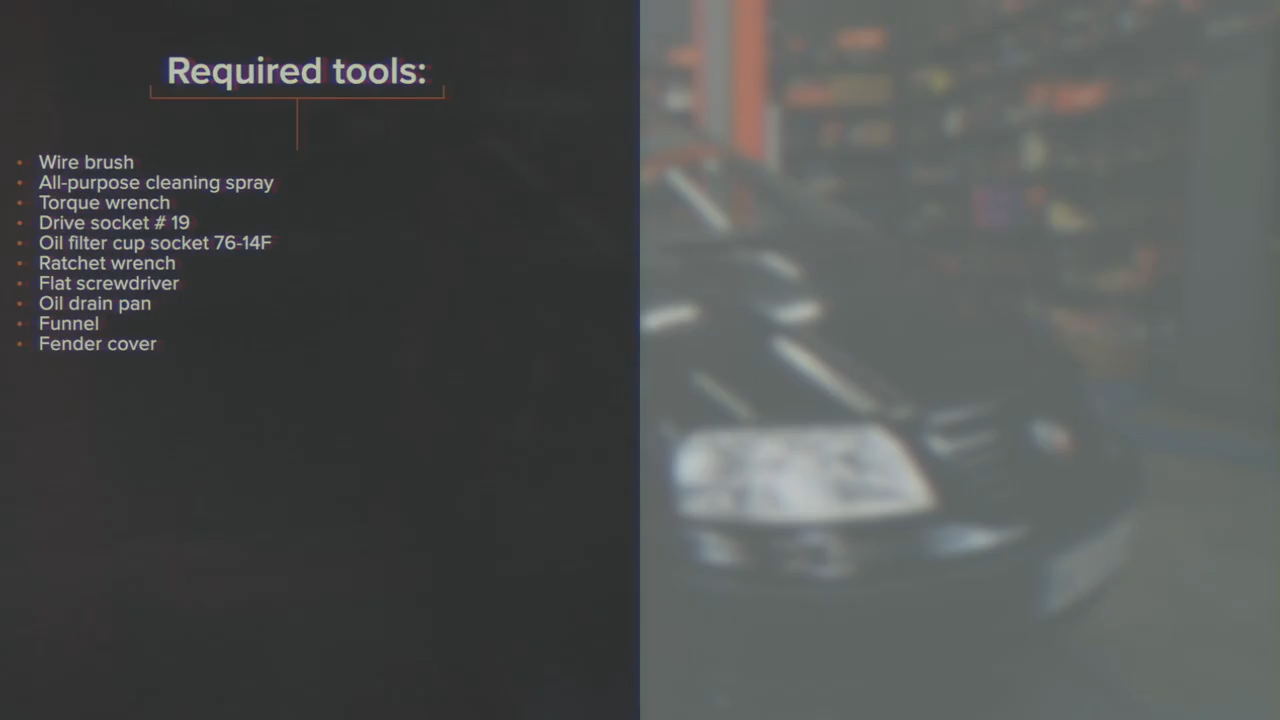 Required tools:
Wire brush
All-purpose cleaning spray
Torque wrench
Drive socket # 19
Oil filter cup socket 76-14F
Ratchet wrench
Flat screwdriver
Oil drain pan
Funnel
Fender cover